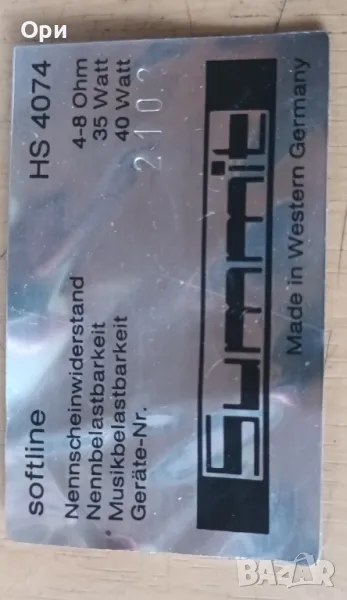 Ори
softline HS 4074
Nennscheinwiderstand 4-8 Ohm
Nennbelastbarkeit 35 Watt
Musikbelastbarkeit 40 Watt
Geräte-Nr.
Summit
Made in Western Germany
BAZAR